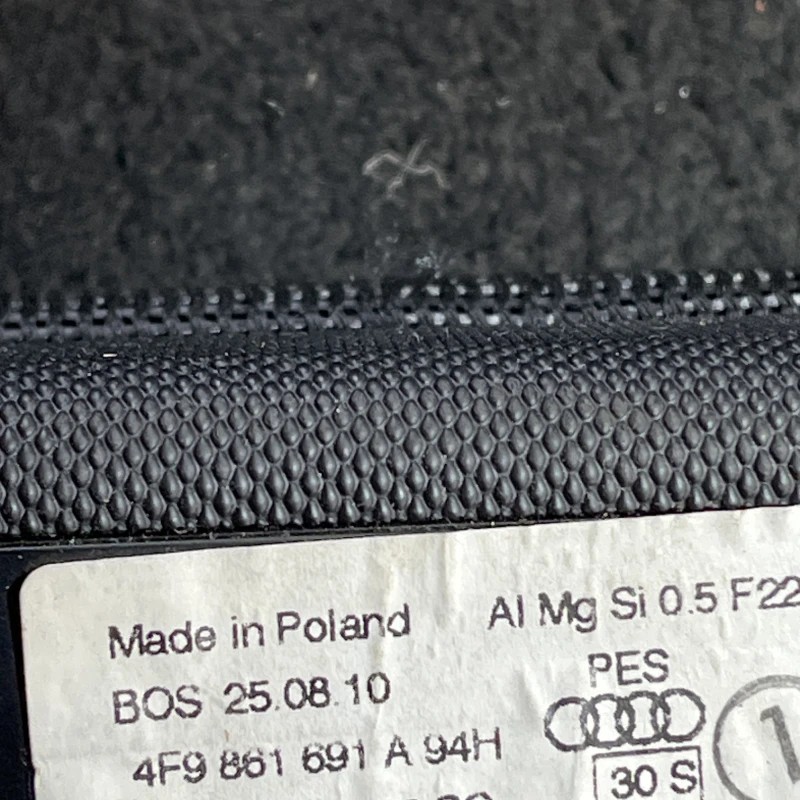 Made in Poland
Al Mg Si 0.5 F22
BOS 25.08.10
PES
4F9 861 691 A 94H
30 S
1